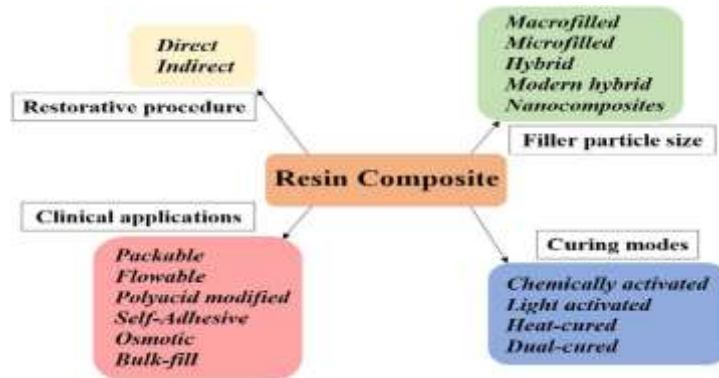 Direct
Indirect
Restorative procedure
Macrofilled
Microfilled
Hybrid
Modern hybrid
Nanocomposites
Filler particle size
Resin Composite
Clinical applications
Packable
Flowable
Polyacid modified
Self-Adhesive
Osmotic
Bulk-fill
Curing modes
Chemically activated
Light activated
Heat-cured
Dual-cured